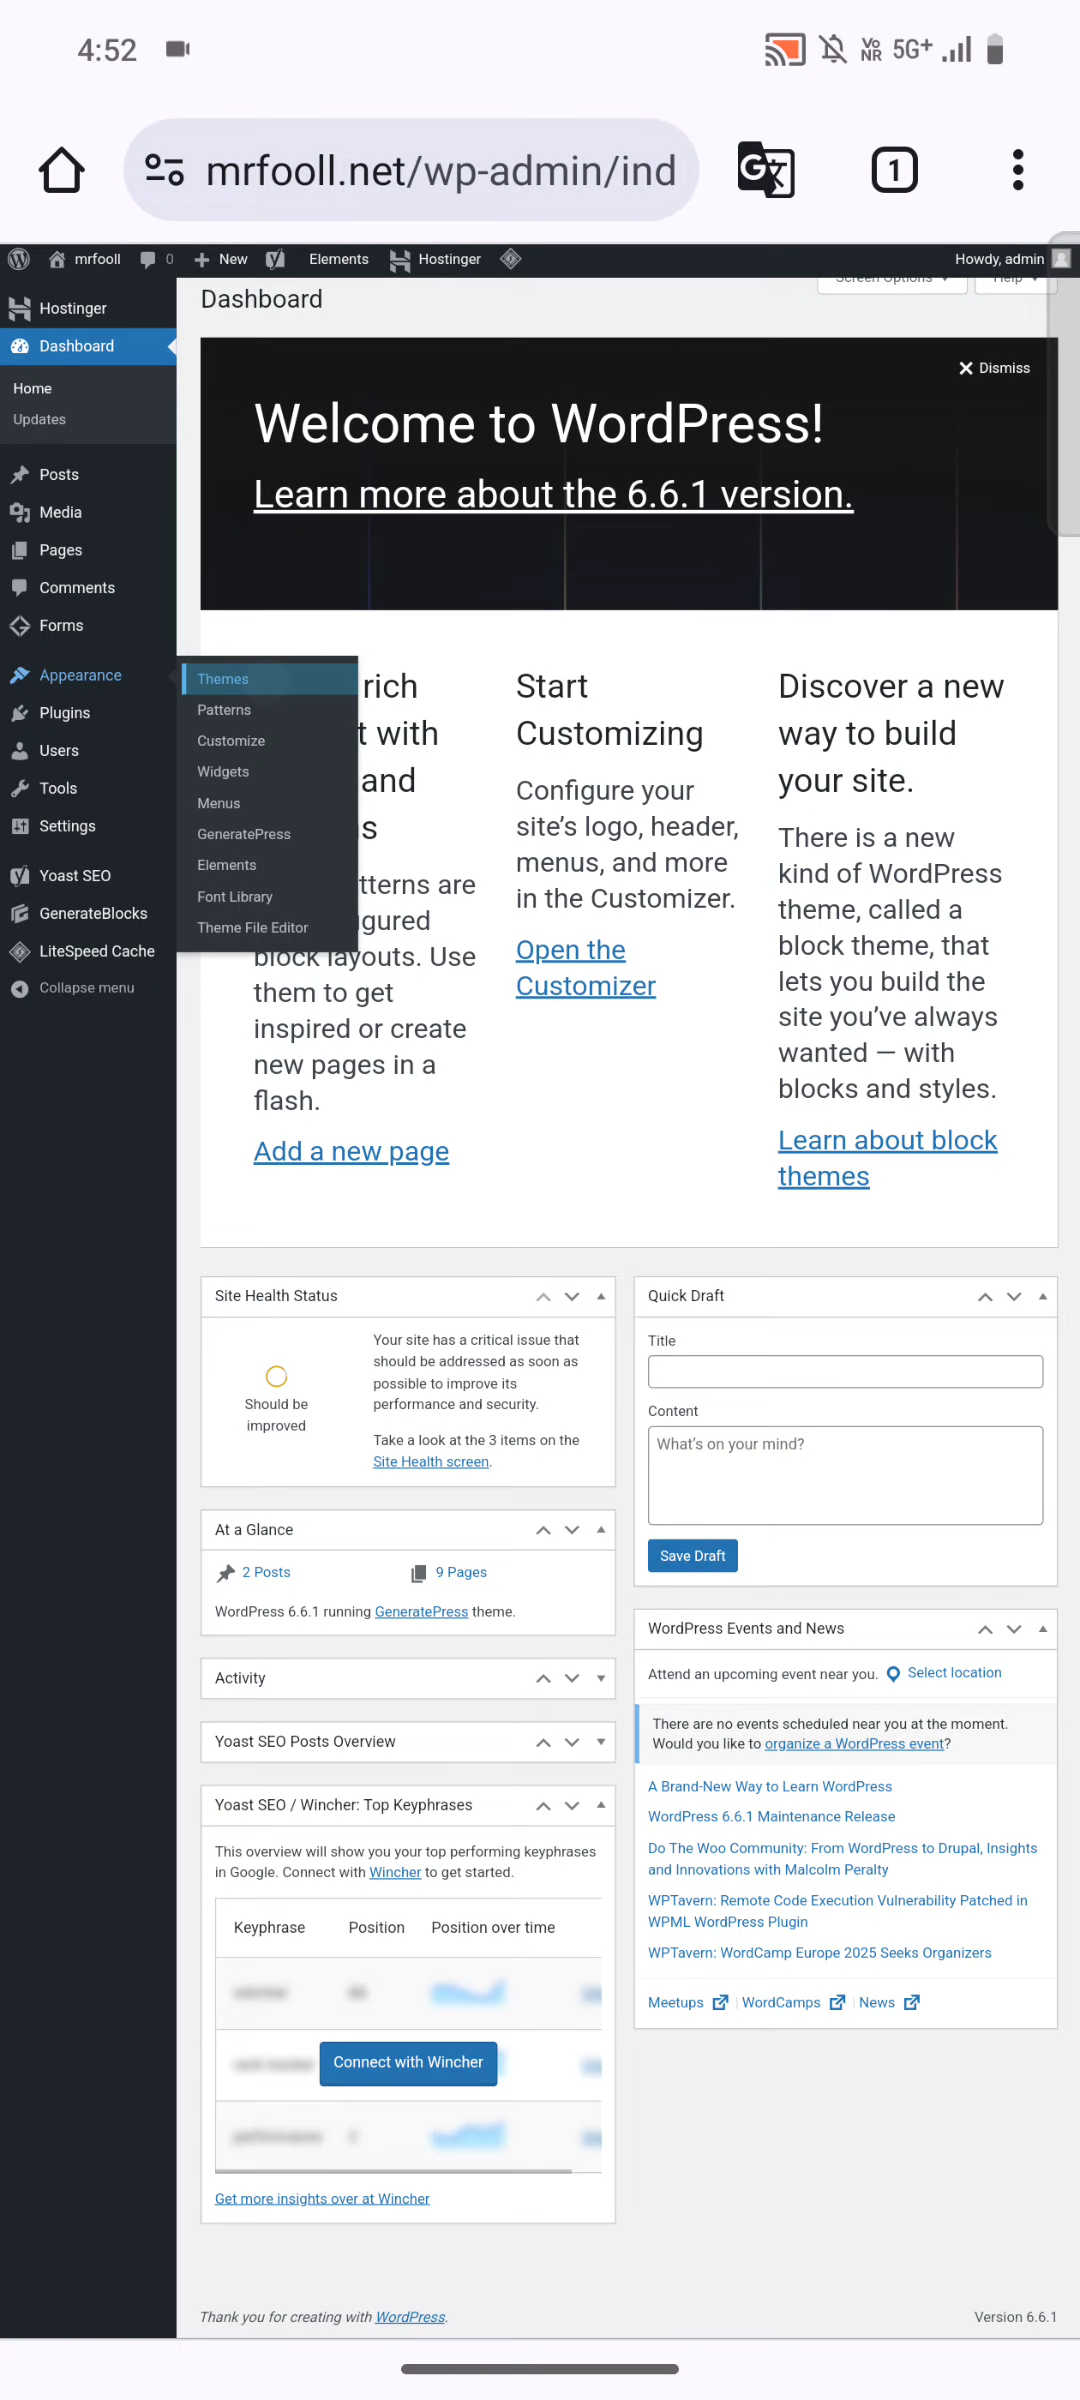 4:52
Vo
NR
5G+
mrfooll.net/wp-admin/ind
G
1
mrfooll
0
New
Elements
Hostinger
Howdy, admin
Screen Options
Help
Hostinger
Dashboard
Home
Updates
Posts
Media
Pages
Comments
Forms
Appearance
Plugins
Users
Tools
Settings
Yoast SEO
GenerateBlocks
LiteSpeed Cache
Collapse menu
Themes
Patterns
Customize
Widgets
Menus
GeneratePress
Elements
Font Library
Theme File Editor
Dashboard
Dismiss
Welcome to WordPress!
Learn more about the 6.6.1 version.
rich
t with
and
s
tterns are
igured
block layouts. Use
them to get
inspired or create
new pages in a
flash.
Add a new page
Start
Customizing
Configure your
site’s logo, header,
menus, and more
in the Customizer.
Open the
Customizer
Discover a new
way to build
your site.
There is a new
kind of WordPress
theme, called a
block theme, that
lets you build the
site you’ve always
wanted — with
blocks and styles.
Learn about block
themes
Site Health Status
Should be
improved
Your site has a critical issue that
should be addressed as soon as
possible to improve its
performance and security.
Take a look at the 3 items on the
Site Health screen.
At a Glance
2 Posts
9 Pages
WordPress 6.6.1 running GeneratePress theme.
Activity
Yoast SEO Posts Overview
Yoast SEO / Wincher: Top Keyphrases
This overview will show you your top performing keyphrases
in Google. Connect with Wincher to get started.
Keyphrase Position Position over time
Connect with Wincher
Get more insights over at Wincher
Quick Draft
Title
Content
What’s on your mind?
Save Draft
WordPress Events and News
Attend an upcoming event near you.
Select location
There are no events scheduled near you at the moment.
Would you like to organize a WordPress event?
A Brand-New Way to Learn WordPress
WordPress 6.6.1 Maintenance Release
Do The Woo Community: From WordPress to Drupal, Insights
and Innovations with Malcolm Peralty
WPTavern: Remote Code Execution Vulnerability Patched in
WPML WordPress Plugin
WPTavern: WordCamp Europe 2025 Seeks Organizers
Meetups | WordCamps | News
Thank you for creating with WordPress.
Version 6.6.1